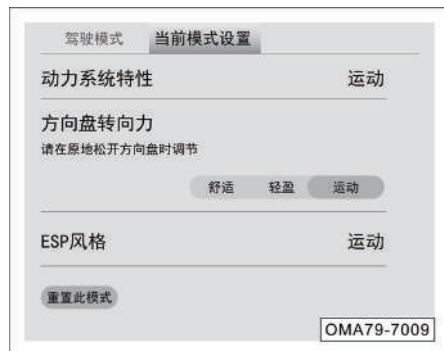 驾驶模式 当前模式设置
动力系统特性 运动
方向盘转向力
请在原地松开方向盘时调节
舒适 轻盈 运动
ESP风格 运动
重置此模式
OMA79-7009